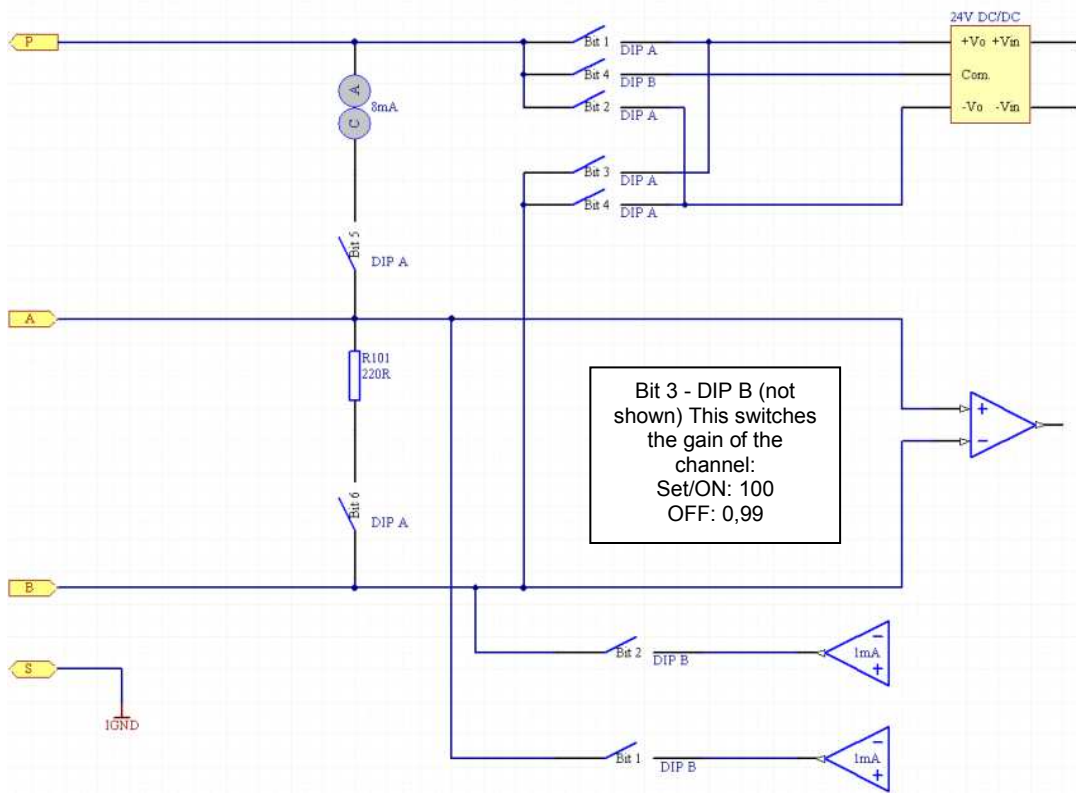 24V DC/DC
P
Bit 1
DIP A
+Vo +Vin
Bit 4
DIP B
Com.
A
8mA
Bit 2
DIP A
-Vo -Vin
C
Bit 3
DIP A
Bit 4
DIP A
Bit 5
DIP A
A
R101
220R
Bit 3 - DIP B (not
shown) This switches
the gain of the
channel:
Set/ON: 100
OFF: 0,99
+
-
Bit 6
DIP A
B
Bit 2
DIP B
-
1mA
+
S
1GND
Bit 1
DIP B
-
1mA
+